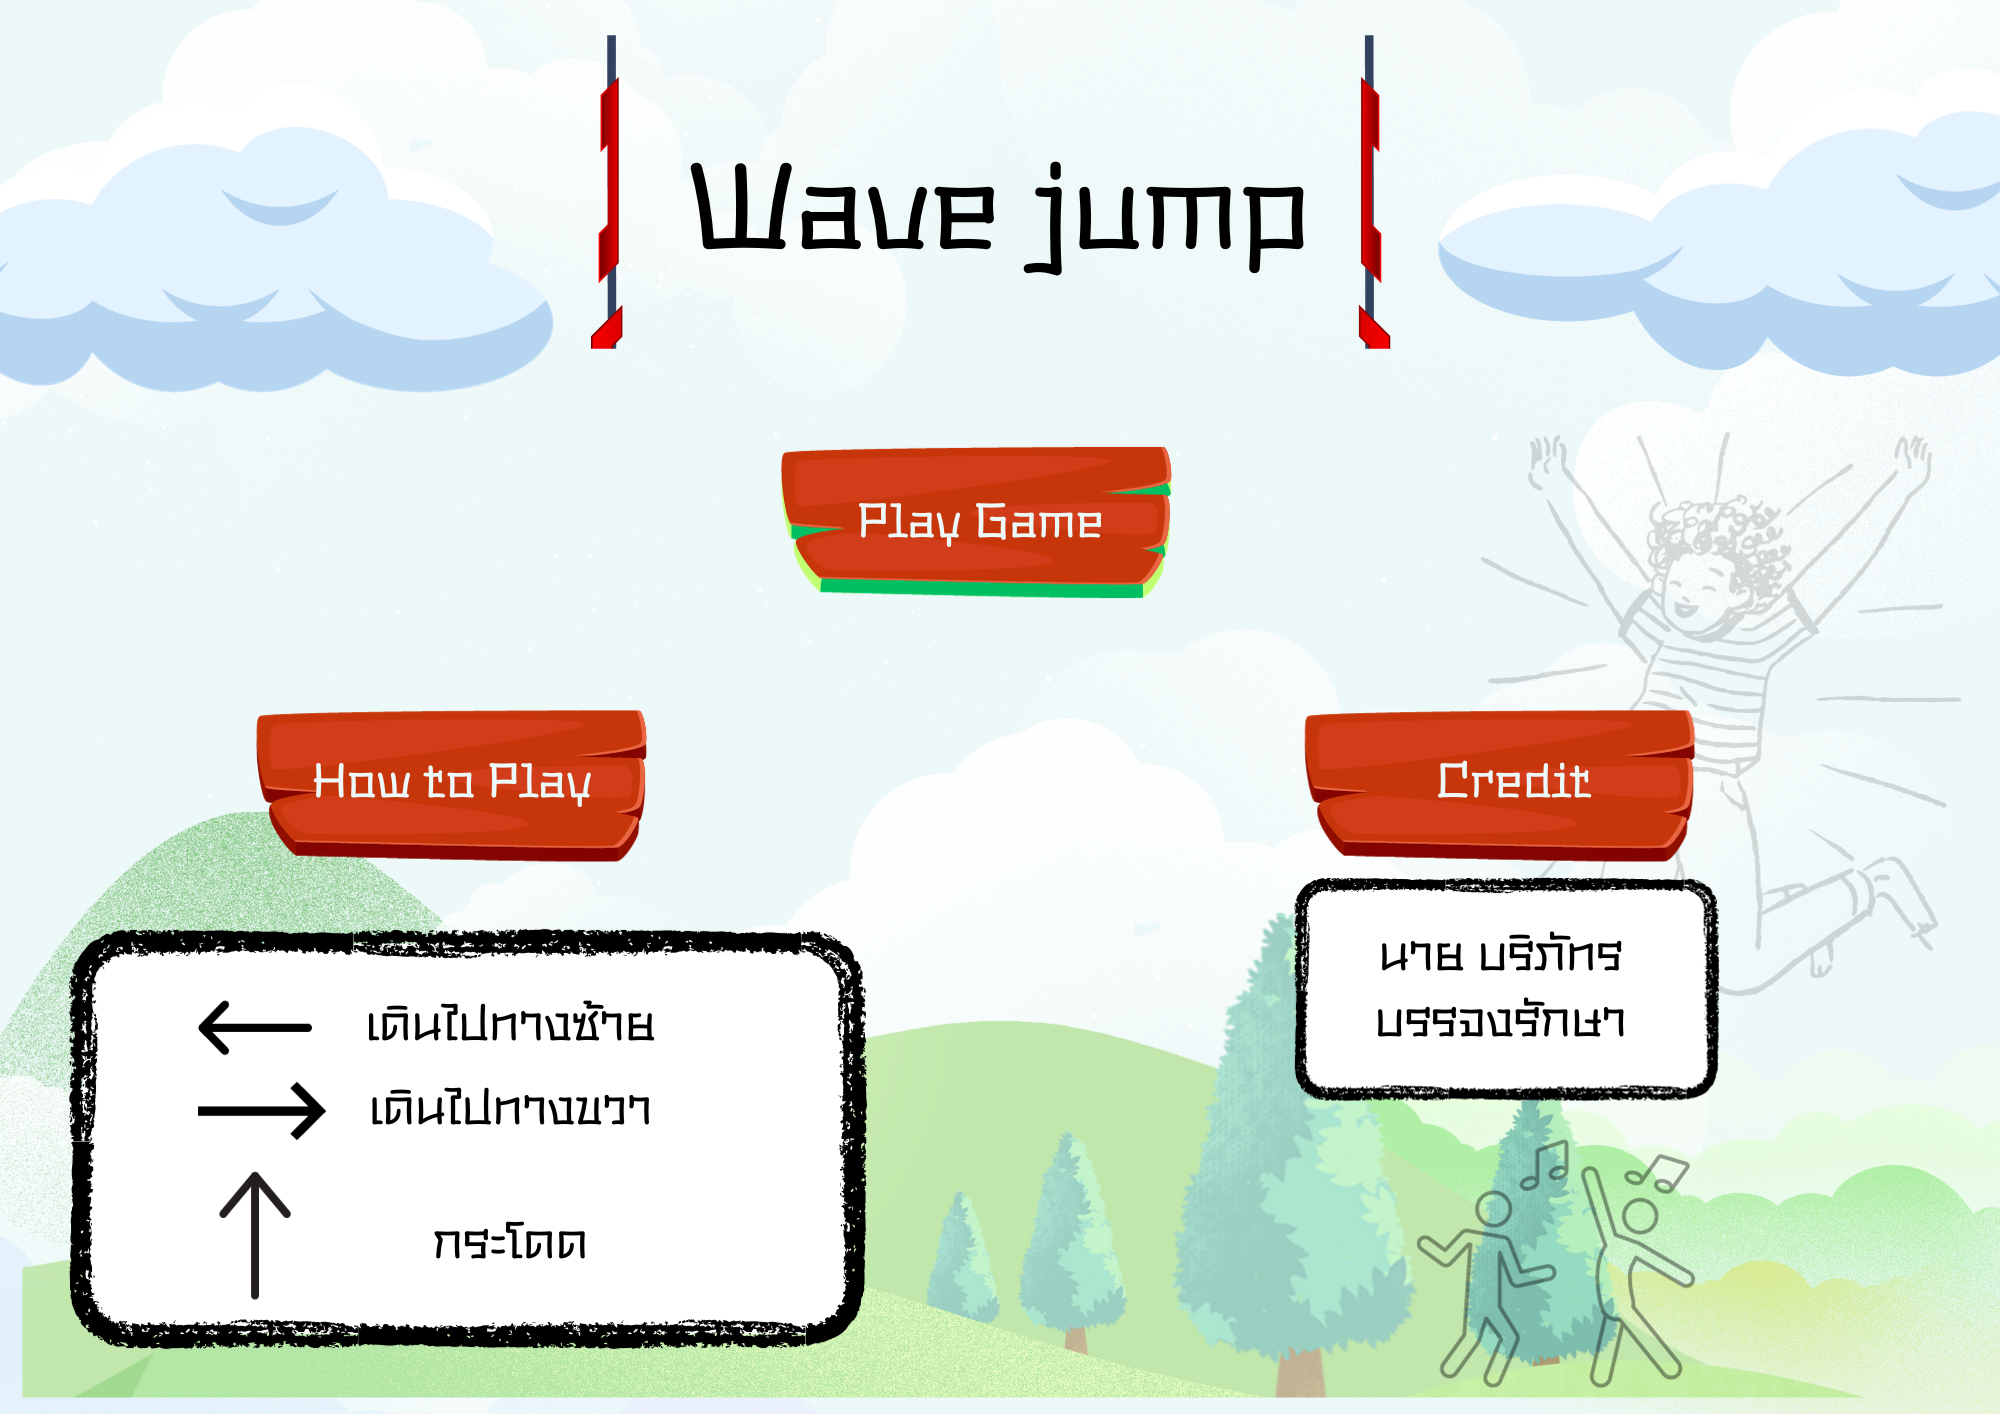 Wave jump
Play Game
How to Play
Credit
นาย บริภัทร
บรรจงรักษา
เดินไปทางซ้าย
เดินไปทางขวา
กระโดด